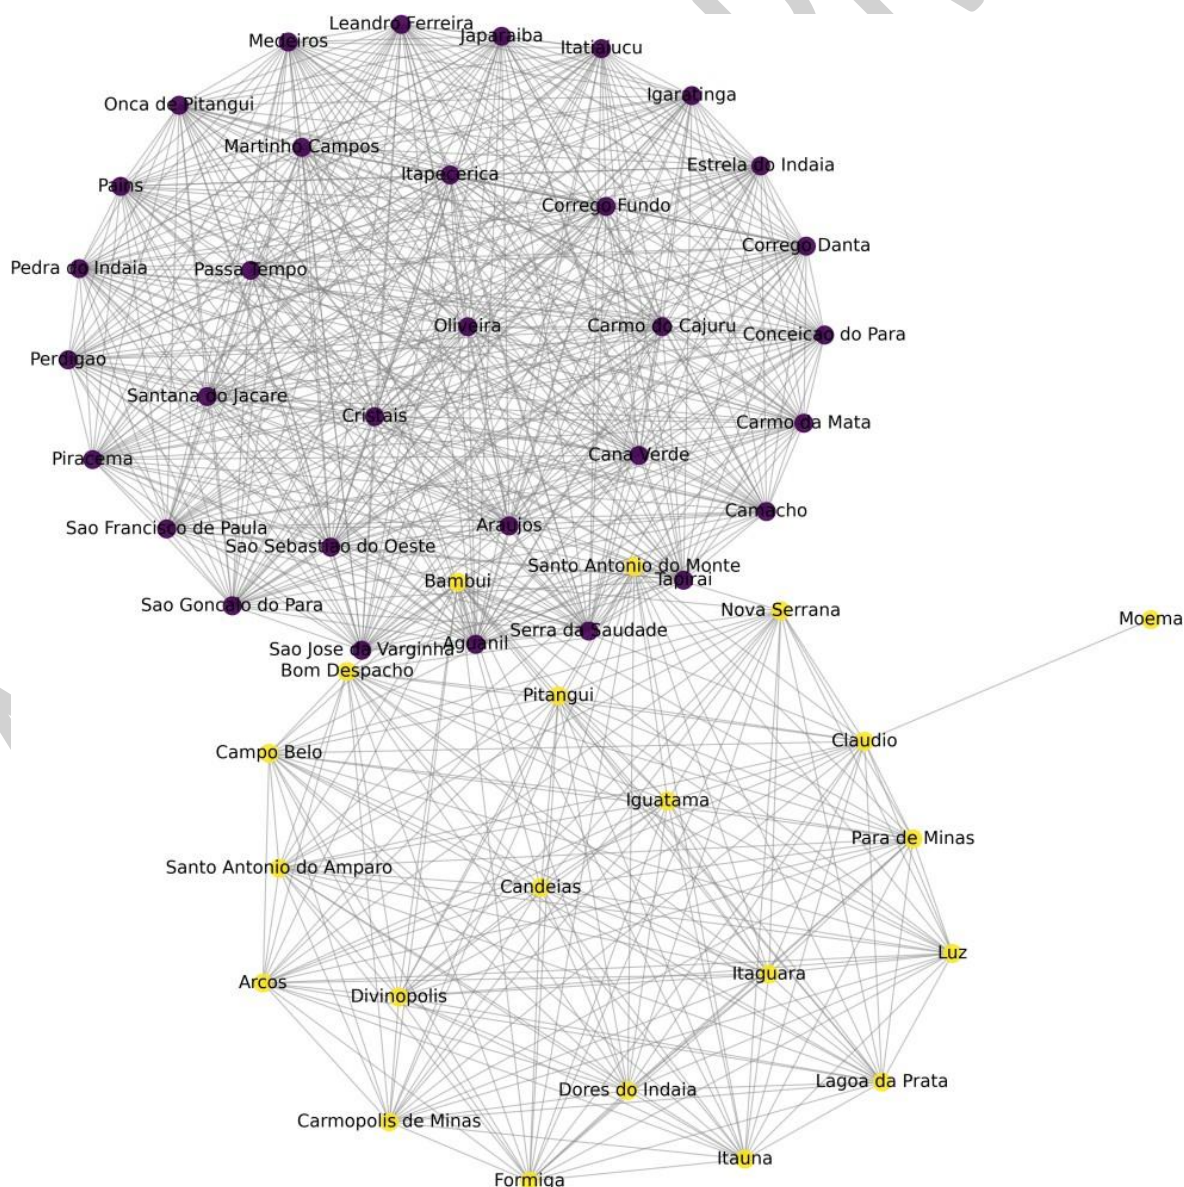 Leandro Ferreira
Japaraiba
Medeiros
Itatiaiucu
Igaratinga
Onca de Pitangui
Martinho Campos
Estrela do Indaia
Itapecerica
Pains
Corrego Fundo
Corrego Danta
Pedra do Indaia
Passa Tempo
Oliveira
Carmo do Cajuru
Conceicao do Para
Perdigao
Santana do Jacare
Cristais
Carmo da Mata
Piracema
Cana Verde
Camacho
Sao Francisco de Paula
Araujos
Sao Sebastiao do Oeste
Santo Antonio do Monte
Tapirai
Bambui
Sao Goncalo do Para
Nova Serrana
Moema
Serra da Saudade
Aguanil
Sao Jose da Varginha
Bom Despacho
Pitangui
Claudio
Campo Belo
Iguatama
Para de Minas
Santo Antonio do Amparo
Candeias
Luz
Itaguara
Arcos
Divinopolis
Lagoa da Prata
Dores do Indaia
Carmopolis de Minas
Itauna
Formiga